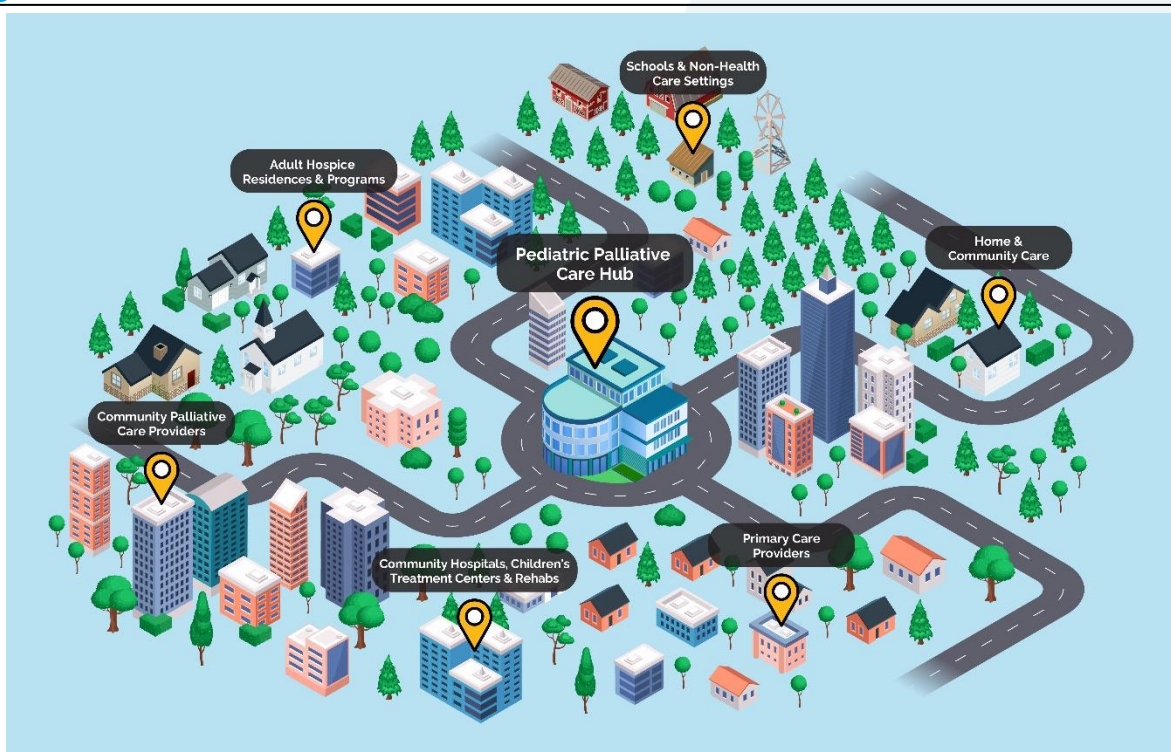 Schools & Non-Health
Care Settings
Adult Hospice
Residences & Programs
Pediatric Palliative
Care Hub
Home &
Community Care
Community Palliative
Care Providers
Community Hospitals, Children's
Treatment Centers & Rehabs
Primary Care
Providers